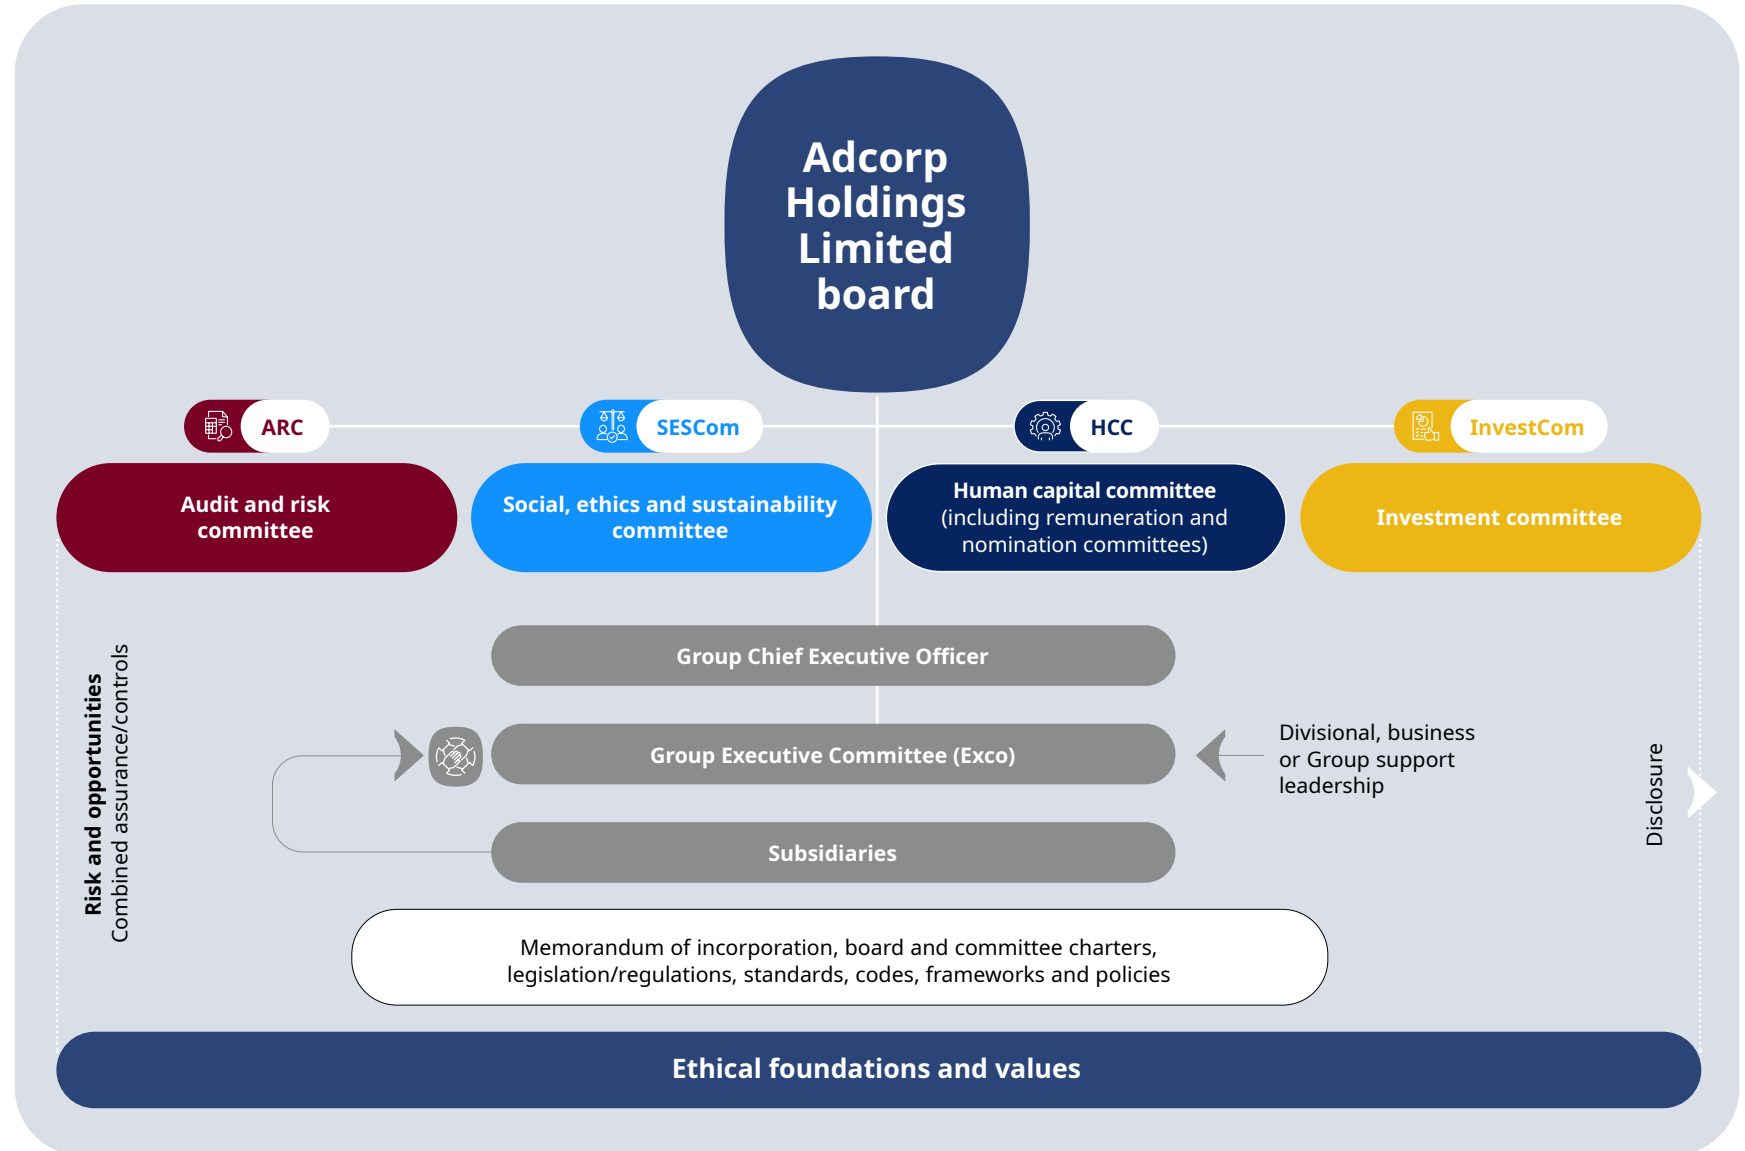 Adcorp
Holdings
Limited
board
ARC
SESCom
HCC
InvestCom
Audit and risk
committee
Social, ethics and sustainability
committee
Human capital committee
(including remuneration and
nomination committees)
Investment committee
Group Chief Executive Officer
Risk and opportunities
Combined assurance/controls
Group Executive Committee (Exco)
Divisional, business
or Group support
leadership
Disclosure
Subsidiaries
Memorandum of incorporation, board and committee charters,
legislation/regulations, standards, codes, frameworks and policies
Ethical foundations and values